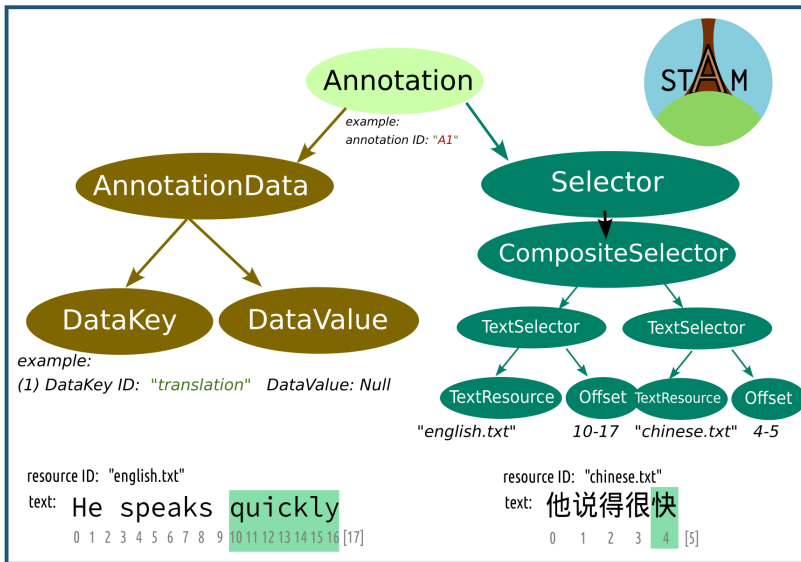 Annotation
STAM
example:
annotation ID: "A1"
AnnotationData
Selector
CompositeSelector
DataKey
DataValue
TextSelector
TextSelector
example:
(1) DataKey ID: "translation" DataValue: Null
TextResource
Offset
TextResource
Offset
"english.txt"
10-17
"chinese.txt"
4-5
resource ID: "english.txt"
text: He speaks quickly
0 1 2 3 4 5 6 7 8 9 10 11 12 13 14 15 16 [17]
resource ID: "chinese.txt"
text: 他说得很快
0 1 2 3 4 [5]